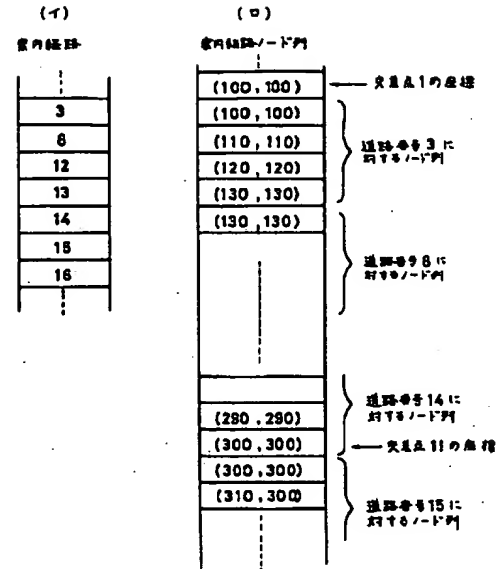 (イ)
案内経路
3
8
12
13
14
15
16
(ロ)
案内経路ノード列
(100,100)
(100,100)
(110,110)
(120,120)
(130,130)
(130,130)
(280,290)
(300,300)
(300,300)
(310,300)
交差点1の座標
道路番号3に
対するノード列
道路番号8に
対するノード列
道路番号14に
対するノード列
交差点11の座標
道路番号15に
対するノード列